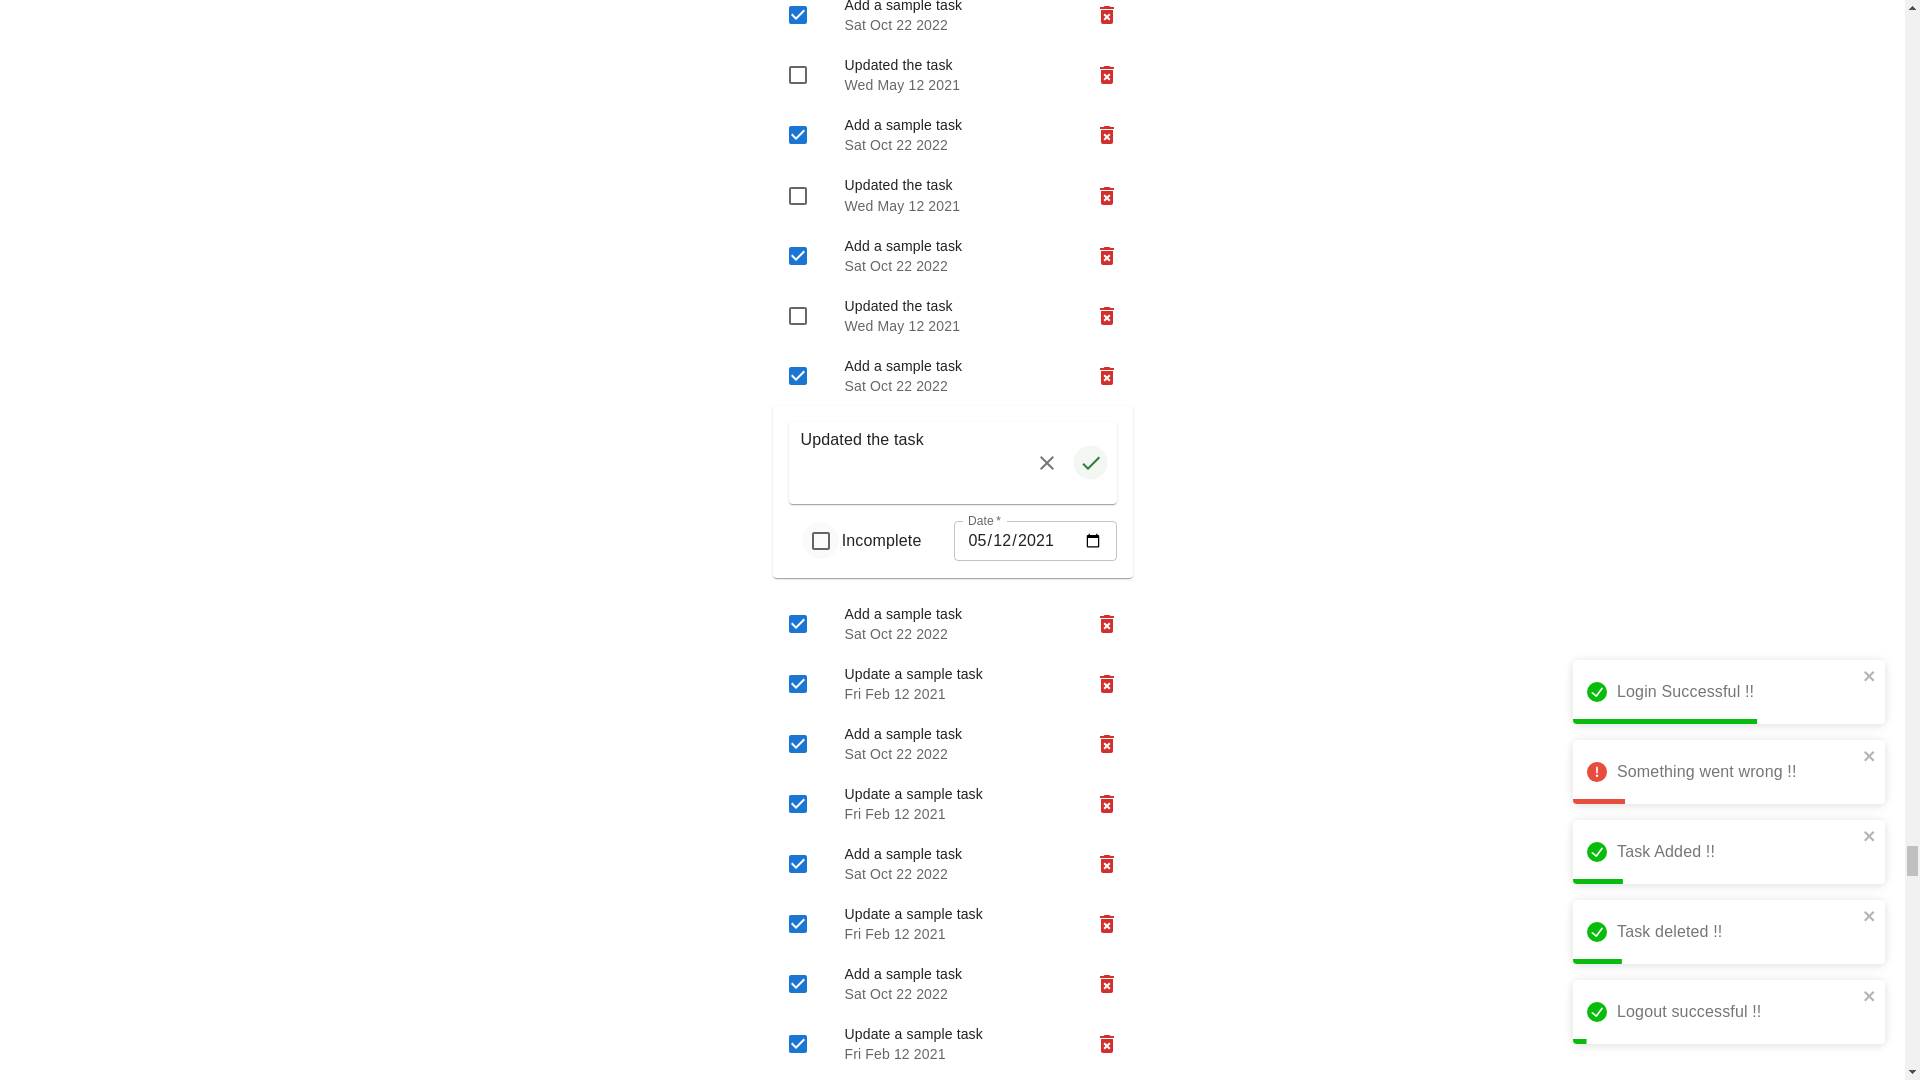 Add a sample task
Sat Oct 22 2022
Updated the task
Wed May 12 2021
Add a sample task
Sat Oct 22 2022
Updated the task
Wed May 12 2021
Add a sample task
Sat Oct 22 2022
Updated the task
Wed May 12 2021
Add a sample task
Sat Oct 22 2022
Updated the task
Date *
Incomplete
05/12/2021
Add a sample task
Sat Oct 22 2022
Update a sample task
Fri Feb 12 2021
Add a sample task
Sat Oct 22 2022
Update a sample task
Fri Feb 12 2021
Add a sample task
Sat Oct 22 2022
Update a sample task
Fri Feb 12 2021
Add a sample task
Sat Oct 22 2022
Update a sample task
Fri Feb 12 2021
Login Successful !!
Something went wrong !!
Task Added !!
Task deleted !!
Logout successful !!